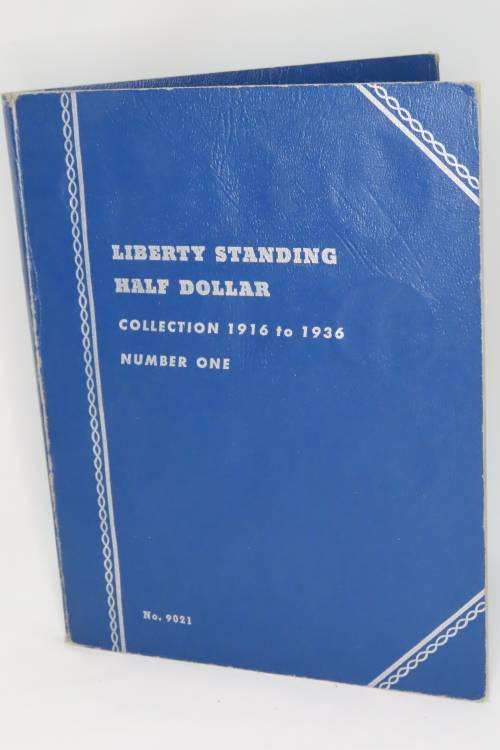 LIBERTY STANDING
HALF DOLLAR
COLLECTION 1916 to 1936
NUMBER ONE
No. 9021